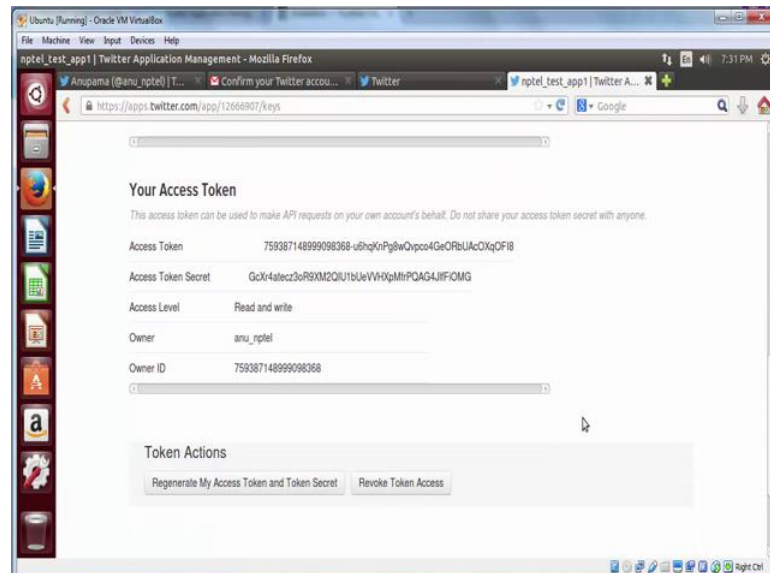 Ubuntu [Running] - Oracle VM VirtualBox
File Machine View Input Devices Help
nptel_test_app1 | Twitter Application Management - Mozilla Firefox
En 7:31 PM
Anupama (@anu_nptel) | T...
Confirm your Twitter accou...
Twitter
nptel_test_app1 | Twitter A...
https://apps.twitter.com/app/12666907/keys
Google
Your Access Token
This access token can be used to make API requests on your own account's behalf. Do not share your access token secret with anyone.
Access Token 759387148999098368-u6hqKnPg8wQvpco4GeORbUAcOXqOFI8
Access Token Secret GcXr4atecz3oR9XM2QIU1bUeVVHXpMfrPQAG4JlfFiOMG
Access Level Read and write
Owner anu_nptel
Owner ID 759387148999098368
Token Actions
Regenerate My Access Token and Token Secret
Revoke Token Access
Right Ctrl